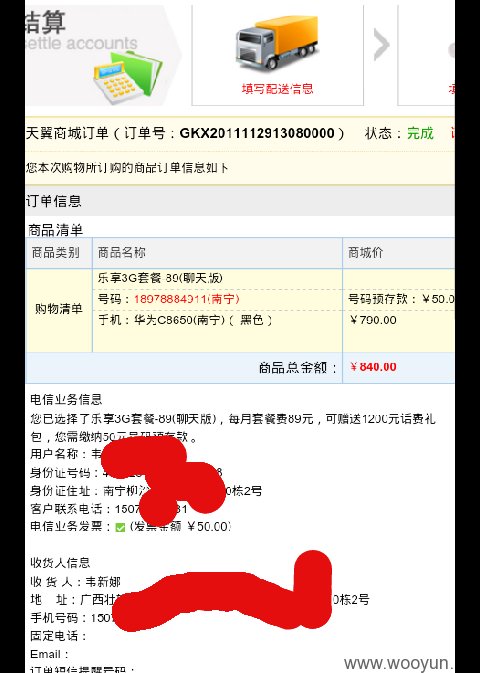 结算
settle accounts
填写配送信息
天翼商城订单（订单号：GKX2011112913080000） 状态：完成
您本次购物所订购的商品订单信息如下
订单信息
商品清单
商品类别 商品名称 商城价
购物清单
乐享3G套餐-89(聊天版)
号码：18978884911(南宁) 号码预存款：￥50.0
手机：华为C8650(南宁)（ 黑色 ） ￥790.00
商品总金额： ￥840.00
电信业务信息
您已选择了乐享3G套餐-89(聊天版)，每月套餐费89元，可赠送1200元话费礼
包，您需缴纳50元号码预存款。
用户名称：韦
身份证号码：4
身份证住址：南宁柳沙 0栋2号
客户联系电话：1507 31
电信业务发票： (发票金额 ￥50.00)
收货人信息
收 货 人：韦新娜
地 址：广西壮 0栋2号
手机号码：1507
固定电话：
Email：
订单短信提醒号码：
www.wooyun.